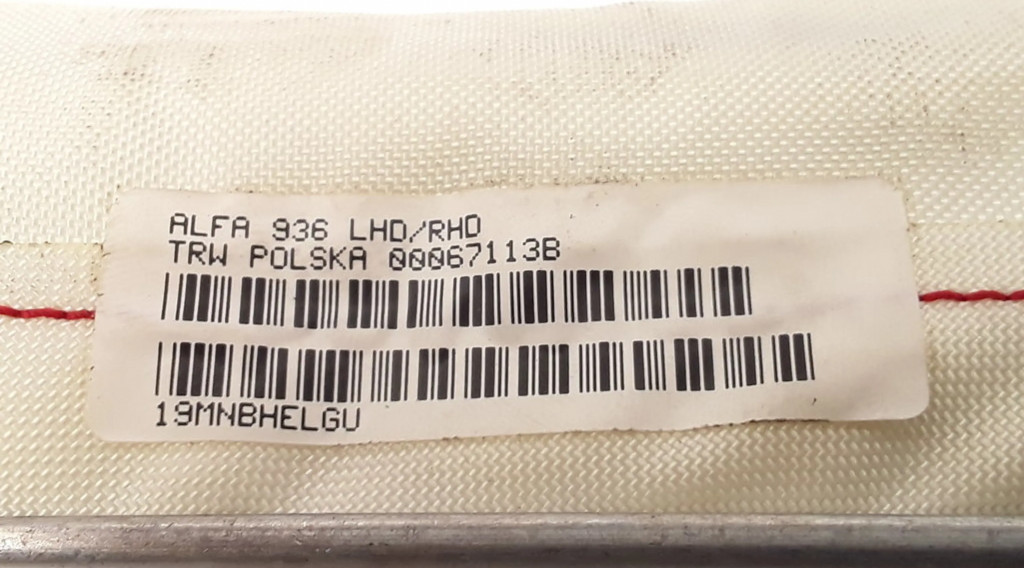 ALFA 936 LHD/RHD
TRW POLSKA 00067113B
19MNBHELGU